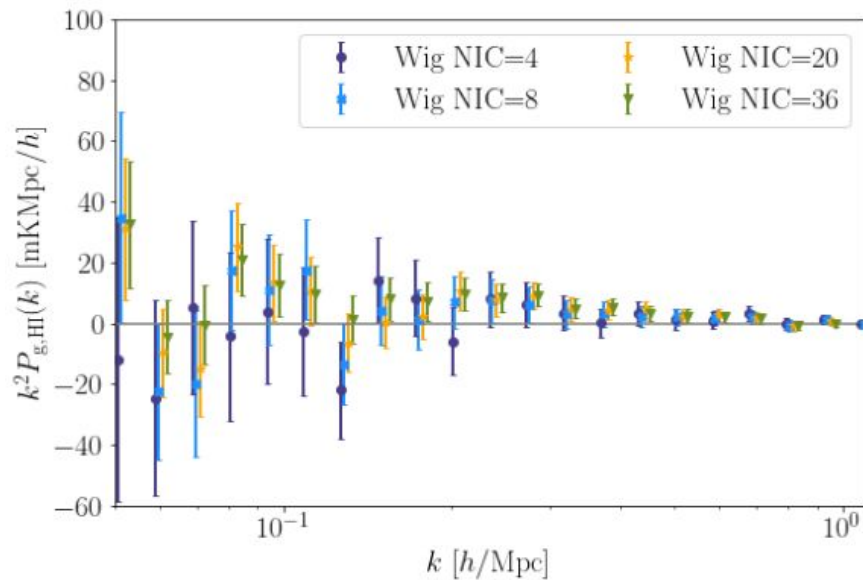 100
80
60
40
20
0
−20
−40
−60
k²P_g,HI(k) [mKMpc/h]
Wig NIC=4
Wig NIC=8
Wig NIC=20
Wig NIC=36
10⁻¹
10⁰
k [h/Mpc]